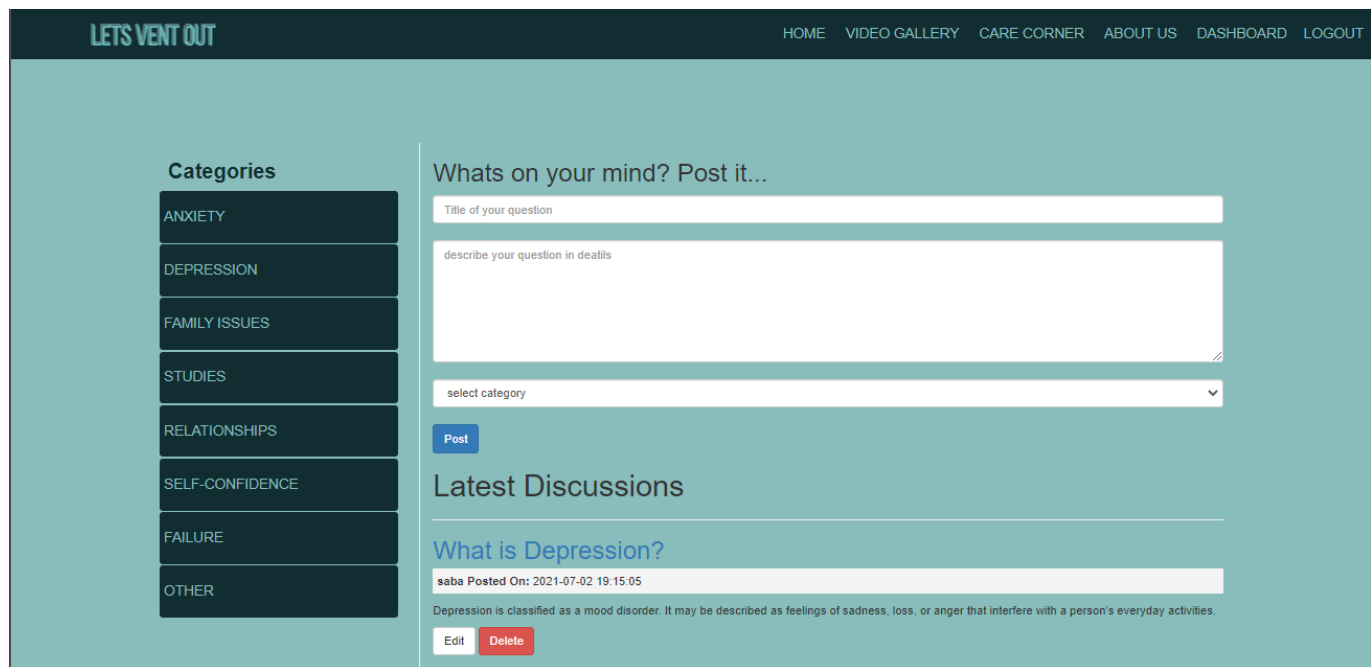 LETS VENT OUT
HOME VIDEO GALLERY CARE CORNER ABOUT US DASHBOARD LOGOUT
Categories
ANXIETY
DEPRESSION
FAMILY ISSUES
STUDIES
RELATIONSHIPS
SELF-CONFIDENCE
FAILURE
OTHER
Whats on your mind? Post it...
Title of your question
describe your question in deatils
select category
Post
Latest Discussions
What is Depression?
saba Posted On: 2021-07-02 19:15:05
Depression is classified as a mood disorder. It may be described as feelings of sadness, loss, or anger that interfere with a person's everyday activities.
Edit Delete